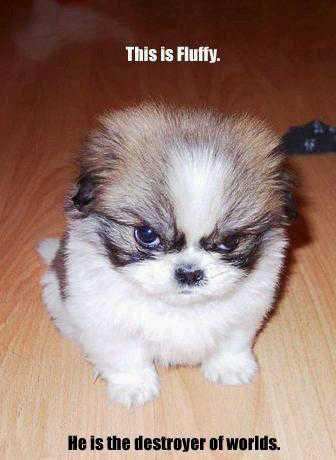 This is Fluffy.
He is the destroyer of worlds.